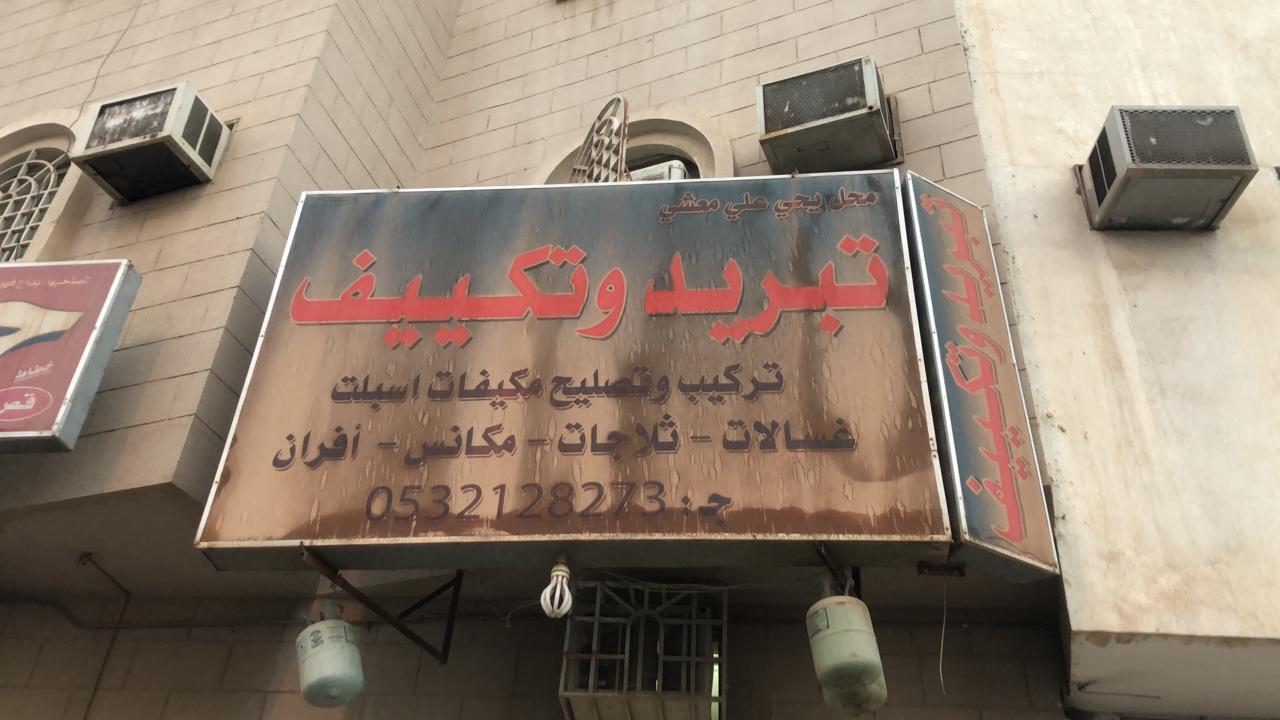 محل يحي علي معشي
تبريد وتكييف
تركيب وتصليح مكيفات اسبلت
غسالات - ثلاجات - مكانس - أفران
ج : 0532128273
تبريد وتكييف